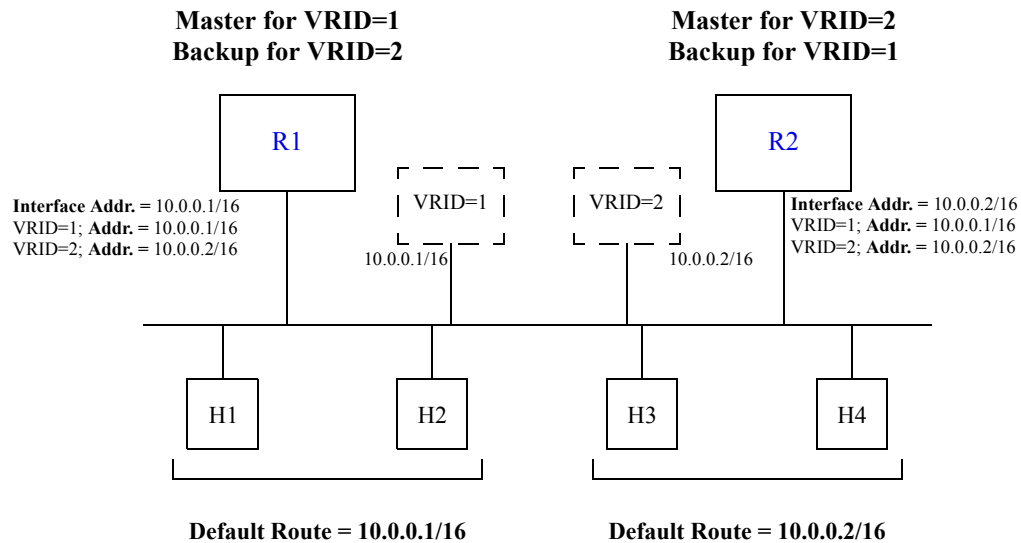 Master for VRID=1
Backup for VRID=2
Master for VRID=2
Backup for VRID=1
R1
R2
VRID=1
VRID=2
Interface Addr. = 10.0.0.1/16
VRID=1; Addr. = 10.0.0.1/16
VRID=2; Addr. = 10.0.0.2/16
10.0.0.1/16
10.0.0.2/16
Interface Addr. = 10.0.0.2/16
VRID=1; Addr. = 10.0.0.1/16
VRID=2; Addr. = 10.0.0.2/16
H1
H2
H3
H4
Default Route = 10.0.0.1/16
Default Route = 10.0.0.2/16